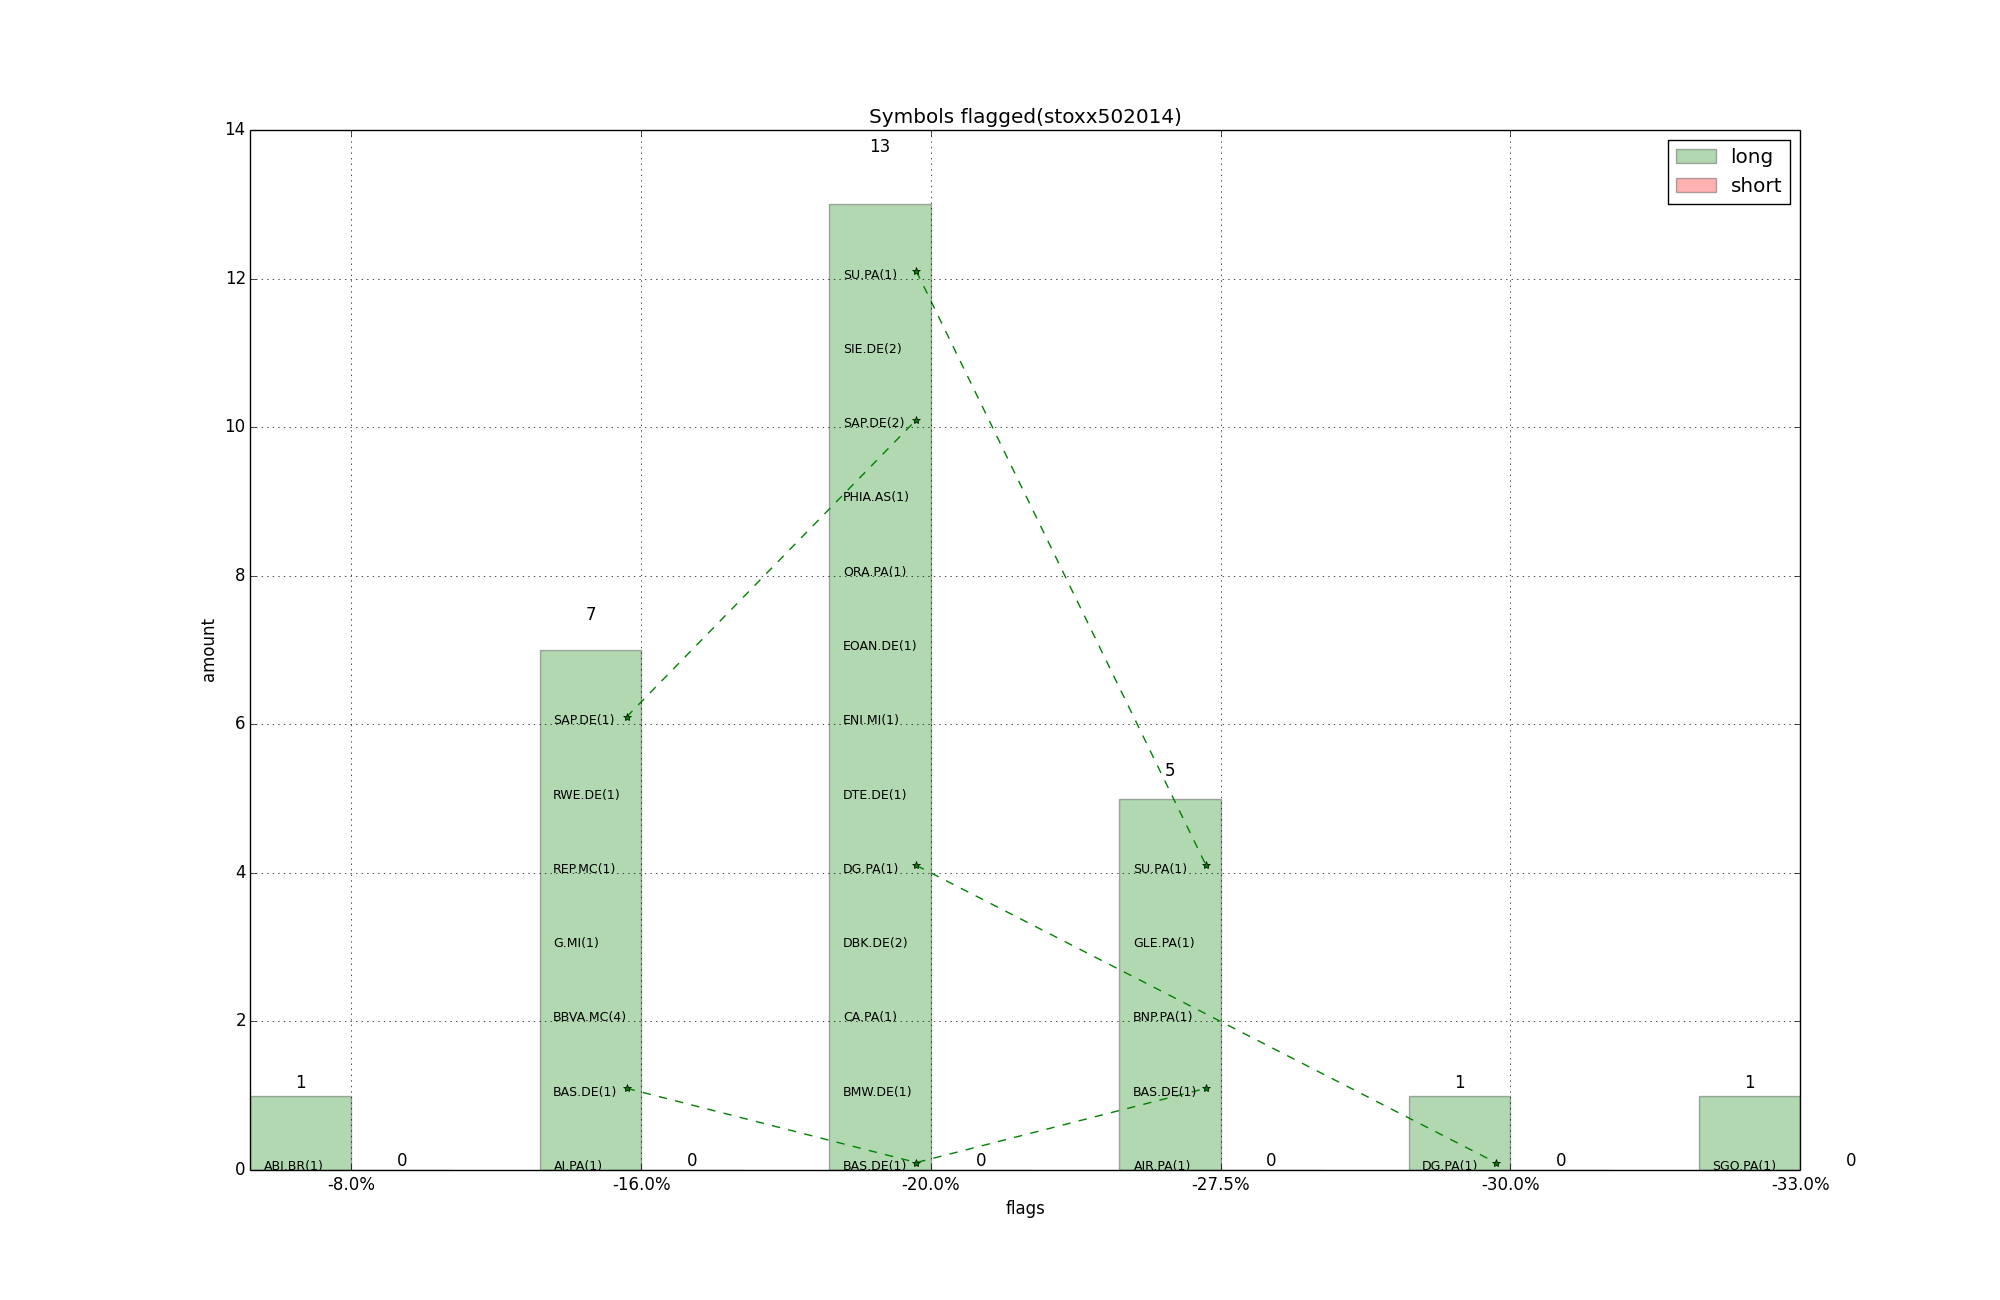 Symbols flagged(stoxx502014)
14
13
long
short
SU.PA(1)
12
SIE.DE(2)
SAP.DE(2)
10
PHIA.AS(1)
ORA.PA(1)
8
7
EOAN.DE(1)
amount
SAP.DE(1)
ENI.MI(1)
6
5
RWE.DE(1)
DTE.DE(1)
REP.MC(1)
DG.PA(1)
SU.PA(1)
4
G.MI(1)
DBK.DE(2)
GLE.PA(1)
BBVA.MC(4)
CA.PA(1)
BNP.PA(1)
2
1
1
1
BAS.DE(1)
BMW.DE(1)
BAS.DE(1)
0
ABI.BR(1)
0
AI.PA(1)
0
BAS.DE(1)
0
AIR.PA(1)
0
DG.PA(1)
0
SGO.PA(1)
0
-8.0%
-16.0%
-20.0%
-27.5%
-30.0%
-33.0%
flags